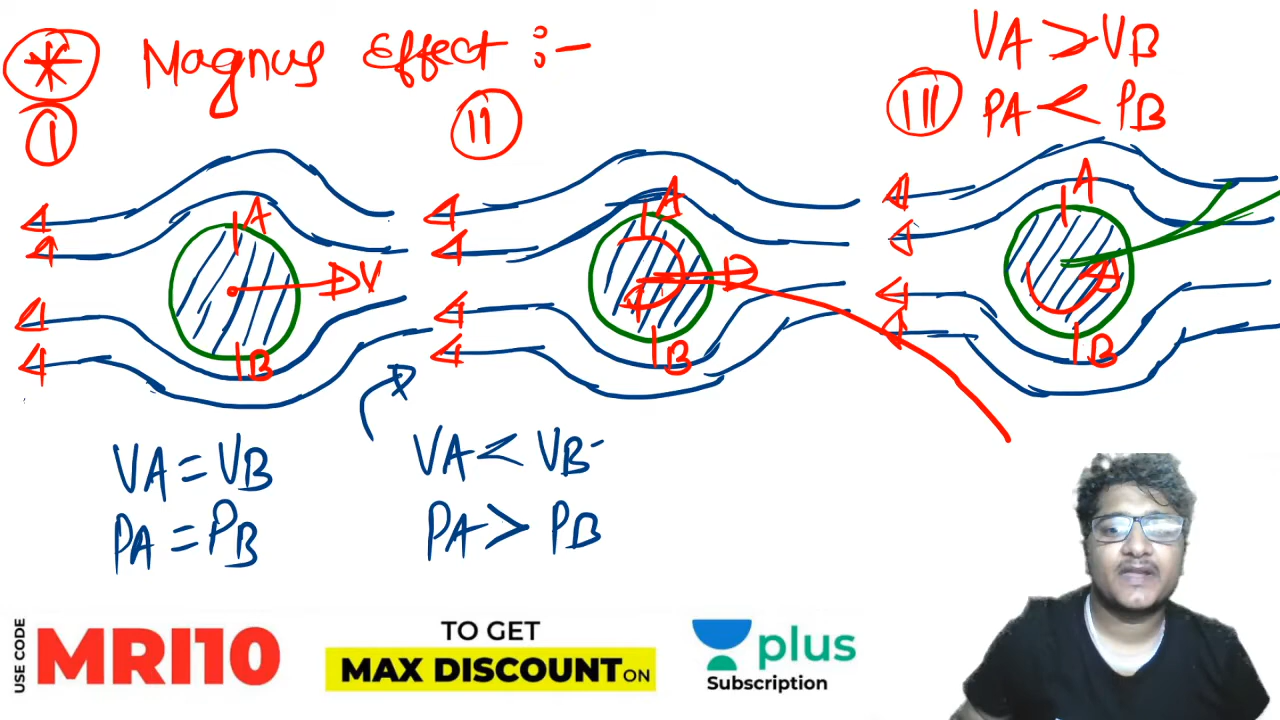 * Magnus Effect :-
I
II
III
VA > VB
PA < PB
A
B
V
A
B
A
B
VA = VB
PA = PB
VA < VB
PA > PB
USE CODE
MRI10
TO GET
MAX DISCOUNT ON
plus
Subscription